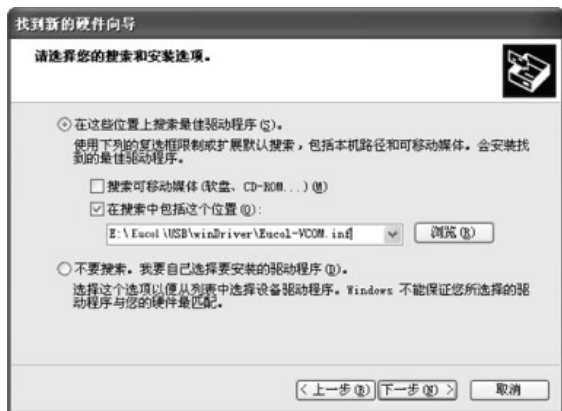 找到新的硬件向导
请选择您的搜索和安装选项。
在这些位置上搜索最佳驱动程序(S)。
使用下列的复选框限制或扩展默认搜索，包括本机路径和可移动媒体。会安装找
到的最佳驱动程序。
搜索可移动媒体(软盘、CD-ROM...)(M)
在搜索中包括这个位置(O):
E:\Eucol\USB\winDriver\Eucol-VCOM.inf
浏览(R)
不要搜索。我要自己选择要安装的驱动程序(D)。
选择这个选项以便从列表中选择设备驱动程序。Windows 不能保证您所选择的驱
动程序与您的硬件最匹配。
< 上一步(B) 下一步(N) > 取消